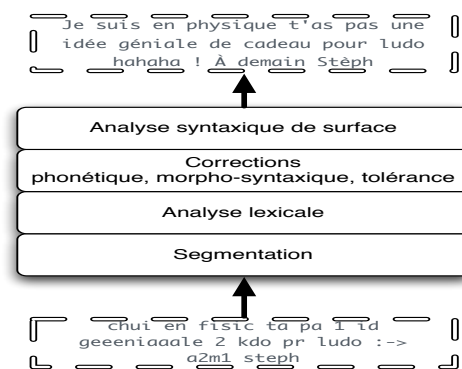 Je suis en physique t'as pas une
idée géniale de cadeau pour ludo
hahaha ! À demain Stèph
Analyse syntaxique de surface
Corrections
phonétique, morpho-syntaxique, tolérance
Analyse lexicale
Segmentation
chui en fisic ta pa 1 id
geeeniaaale 2 kdo pr ludo :->
a2m1 steph